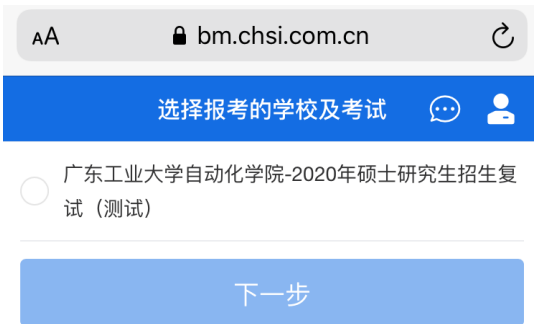 AA bm.chsi.com.cn
选择报考的学校及考试
广东工业大学自动化学院-2020年硕士研究生招生复
试（测试）
下一步